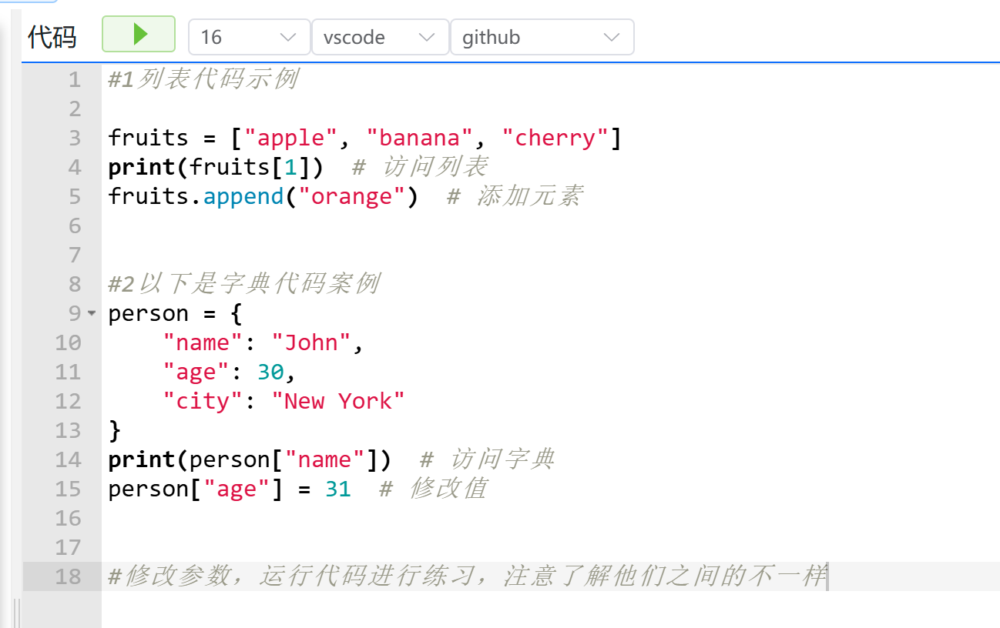 代码 16 vscode github
1 #1列表代码示例
2
3 fruits = ["apple", "banana", "cherry"]
4 print(fruits[1])  # 访问列表
5 fruits.append("orange")  # 添加元素
6
7
8 #2以下是字典代码案例
9 person = {
10     "name": "John",
11     "age": 30,
12     "city": "New York"
13 }
14 print(person["name"])  # 访问字典
15 person["age"] = 31  # 修改值
16
17
18 #修改参数，运行代码进行练习，注意了解他们之间的不一样